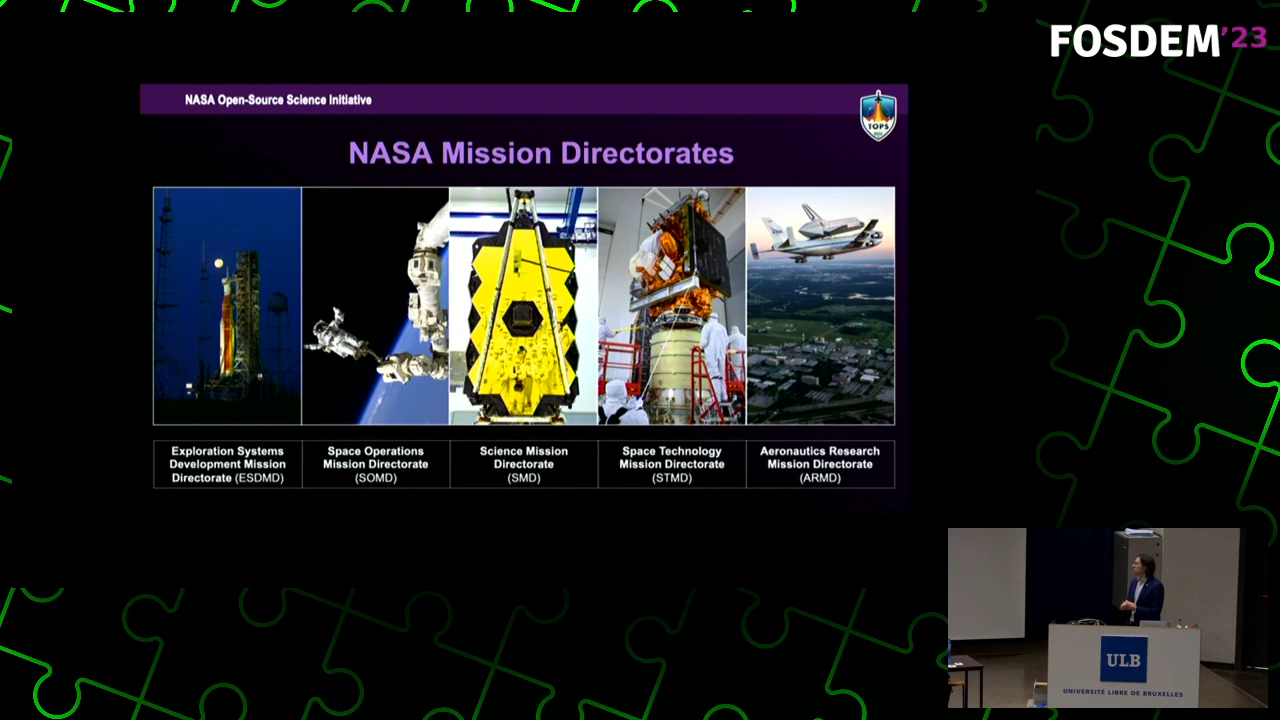 FOSDEM'23
NASA Open-Source Science Initiative
TOPS
NASA Mission Directorates
Exploration Systems
Development Mission
Directorate (ESDMD)
Space Operations
Mission Directorate
(SOMD)
Science Mission
Directorate
(SMD)
Space Technology
Mission Directorate
(STMD)
Aeronautics Research
Mission Directorate
(ARMD)
ULB
UNIVERSITÉ LIBRE DE BRUXELLES